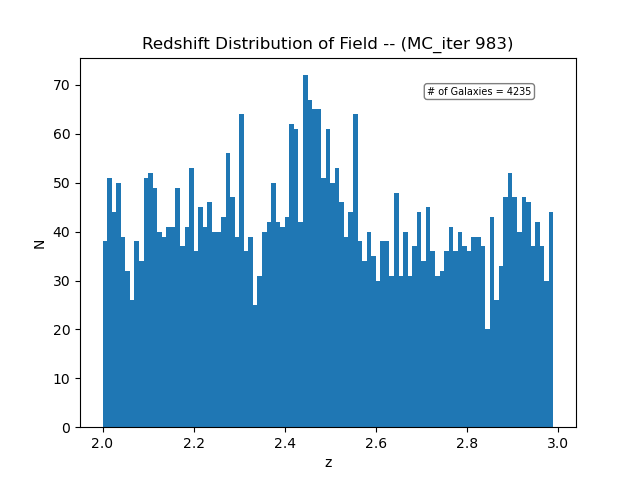 Redshift Distribution of Field -- (MC_iter 983)
# of Galaxies = 4235
70
60
50
40
30
20
10
0
N
2.0 2.2 2.4 2.6 2.8 3.0
z